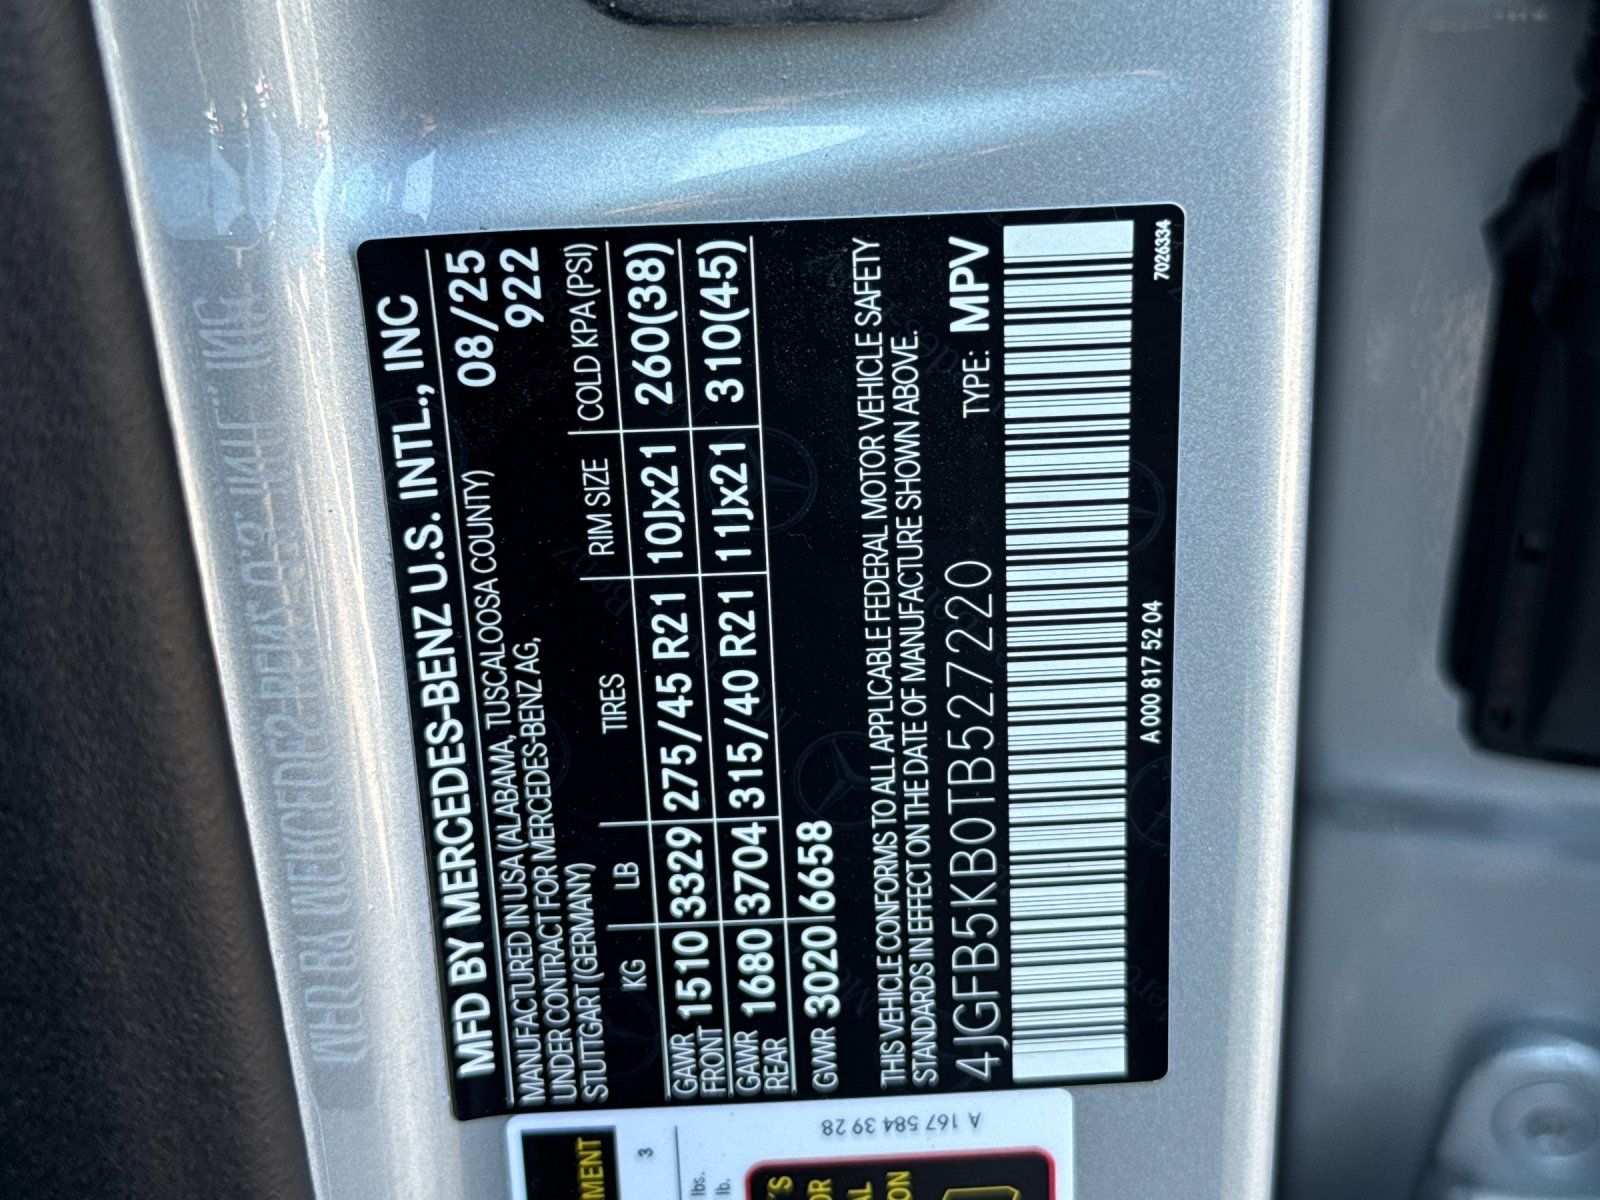 MFD BY MERCEDES-BENZ U.S. INTL., INC
MANUFACTURED IN USA (ALABAMA, TUSCALOOSA COUNTY) 08/25
UNDER CONTRACT FOR MERCEDES-BENZ AG, 922
STUTTGART (GERMANY)
KG LB TIRES RIM SIZE COLD KPA (PSI)
GAWR FRONT 1510 3329 275/45 R21 10Jx21 260(38)
GAWR REAR 1680 3704 315/40 R21 11Jx21 310(45)
GVWR 3020 6658
THIS VEHICLE CONFORMS TO ALL APPLICABLE FEDERAL MOTOR VEHICLE SAFETY
STANDARDS IN EFFECT ON THE DATE OF MANUFACTURE SHOWN ABOVE.
4JGFB5KB0TB527220 TYPE: MPV
A 000 817 52 04 7026334
A 167 584 39 28
3
lbs.
lb.